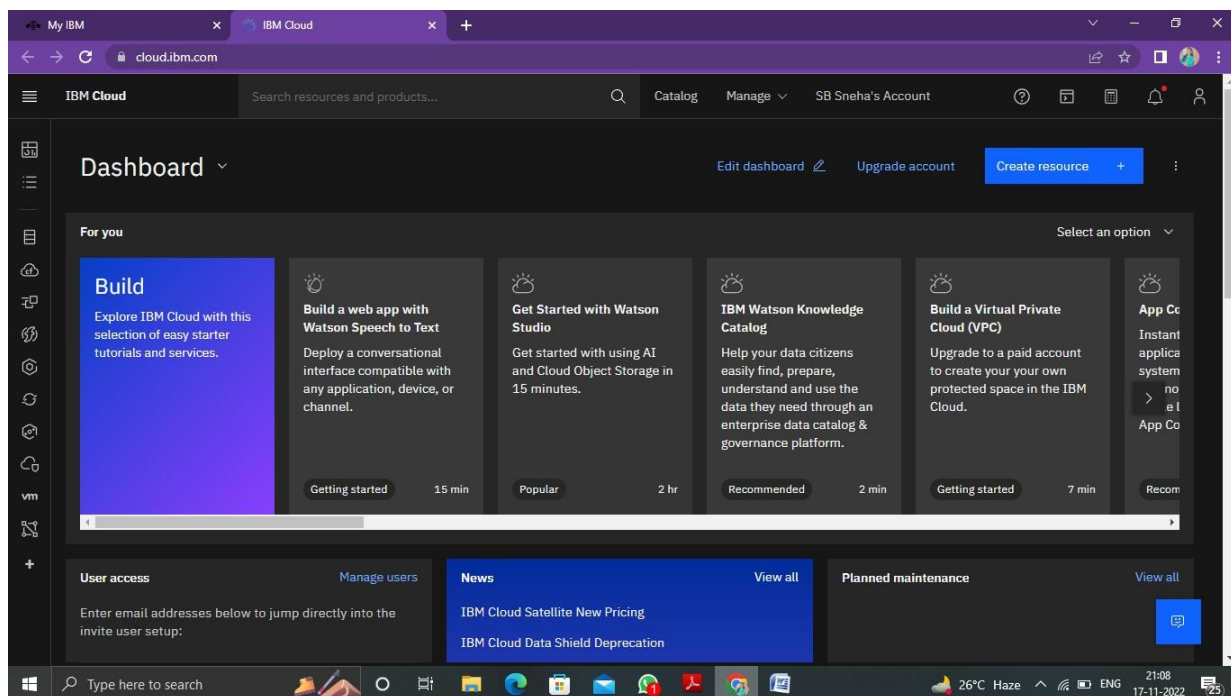 My IBM
IBM Cloud
cloud.ibm.com
IBM Cloud
Search resources and products...
Catalog
Manage
SB Sneha's Account
Dashboard
Edit dashboard
Upgrade account
Create resource +
For you
Select an option
Build
Explore IBM Cloud with this
selection of easy starter
tutorials and services.
Build a web app with
Watson Speech to Text
Deploy a conversational
interface compatible with
any application, device, or
channel.
Getting started
15 min
Get Started with Watson
Studio
Get started with using AI
and Cloud Object Storage in
15 minutes.
Popular
2 hr
IBM Watson Knowledge
Catalog
Help your data citizens
easily find, prepare,
understand and use the
data they need through an
enterprise data catalog &
governance platform.
Recommended
2 min
Build a Virtual Private
Cloud (VPC)
Upgrade to a paid account
to create your your own
protected space in the IBM
Cloud.
Getting started
7 min
App Co
Instant
applica
system
no
e l
App Co
Recom
vm
User access
Manage users
Enter email addresses below to jump directly into the
invite user setup:
News
View all
IBM Cloud Satellite New Pricing
IBM Cloud Data Shield Deprecation
Planned maintenance
View all
Type here to search
26°C Haze
ENG
21:08
17-11-2022